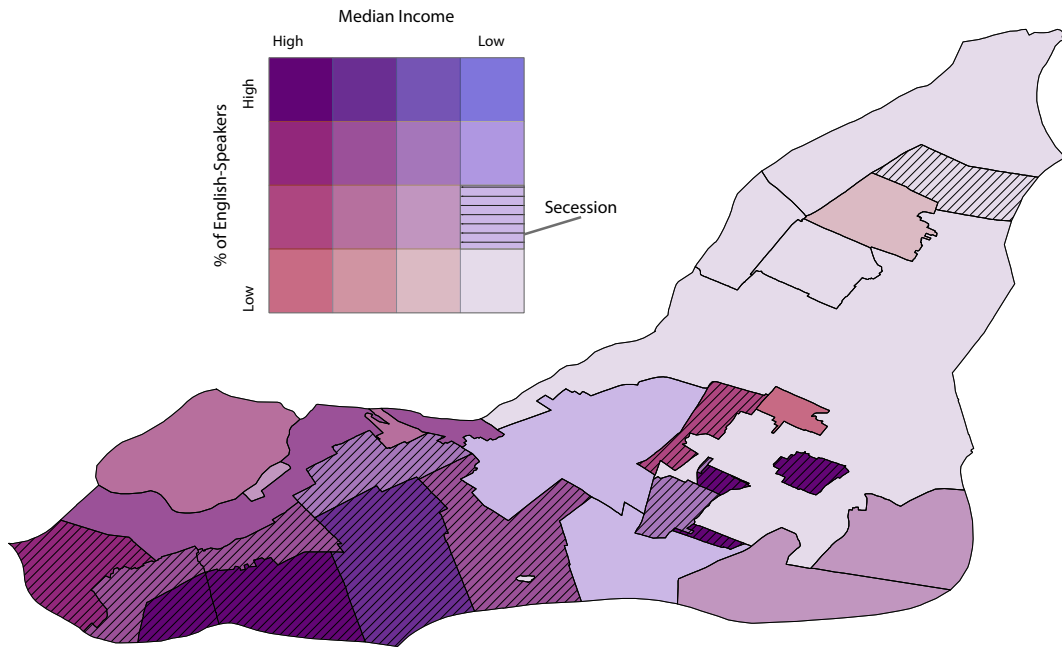 Median Income
High
Low
High
% of English-Speakers
Low
Secession